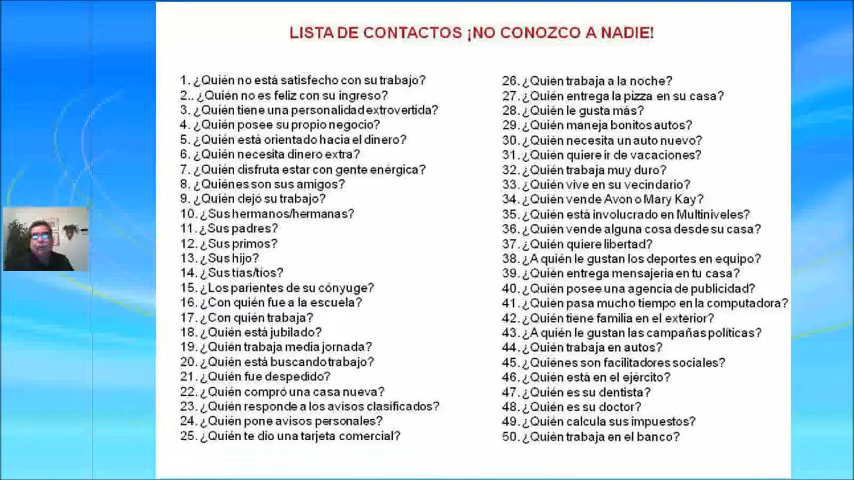 LISTA DE CONTACTOS ¡NO CONOZCO A NADIE!
1. ¿Quién no está satisfecho con su trabajo?
2.. ¿Quién no es feliz con su ingreso?
3. ¿Quién tiene una personalidad extrovertida?
4. ¿Quién posee su propio negocio?
5. ¿Quién está orientado hacia el dinero?
6. ¿Quién necesita dinero extra?
7. ¿Quién disfruta estar con gente enérgica?
8. ¿Quiénes son sus amigos?
9. ¿Quién dejó su trabajo?
10. ¿Sus hermanos/hermanas?
11. ¿Sus padres?
12. ¿Sus primos?
13. ¿Sus hijo?
14. ¿Sus tías/tíos?
15. ¿Los parientes de su cónyuge?
16. ¿Con quién fue a la escuela?
17. ¿Con quién trabaja?
18. ¿Quién está jubilado?
19. ¿Quién trabaja media jornada?
20. ¿Quién está buscando trabajo?
21. ¿Quién fue despedido?
22. ¿Quién compró una casa nueva?
23. ¿Quién responde a los avisos clasificados?
24. ¿Quién pone avisos personales?
25. ¿Quién te dio una tarjeta comercial?
26. ¿Quién trabaja a la noche?
27. ¿Quién entrega la pizza en su casa?
28. ¿Quién le gusta más?
29. ¿Quién maneja bonitos autos?
30. ¿Quién necesita un auto nuevo?
31. ¿Quién quiere ir de vacaciones?
32. ¿Quién trabaja muy duro?
33. ¿Quién vive en su vecindario?
34. ¿Quién vende Avon o Mary Kay?
35. ¿Quién está involucrado en Multiniveles?
36. ¿Quién vende alguna cosa desde su casa?
37. ¿Quién quiere libertad?
38. ¿A quién le gustan los deportes en equipo?
39. ¿Quién entrega mensajería en tu casa?
40. ¿Quién posee una agencia de publicidad?
41. ¿Quién pasa mucho tiempo en la computadora?
42. ¿Quién tiene familia en el exterior?
43. ¿A quién le gustan las campañas políticas?
44. ¿Quién trabaja en autos?
45. ¿Quiénes son facilitadores sociales?
46. ¿Quién está en el ejército?
47. ¿Quién es su dentista?
48. ¿Quién es su doctor?
49. ¿Quién calcula sus impuestos?
50. ¿Quién trabaja en el banco?